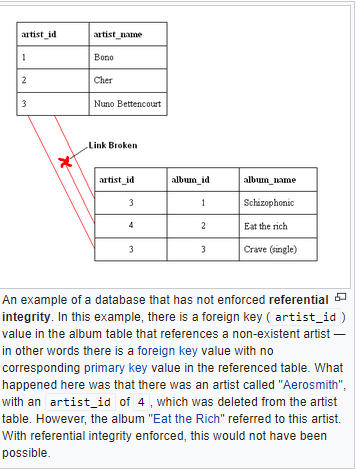 artist_id artist_name
1 Bono
2 Cher
3 Nuno Bettencourt
Link Broken
artist_id album_id album_name
3 1 Schizophonic
4 2 Eat the rich
3 3 Crave (single)
An example of a database that has not enforced referential
integrity. In this example, there is a foreign key ( artist_id )
value in the album table that references a non-existent artist —
in other words there is a foreign key value with no
corresponding primary key value in the referenced table. What
happened here was that there was an artist called "Aerosmith",
with an artist_id of 4 , which was deleted from the artist
table. However, the album "Eat the Rich" referred to this artist.
With referential integrity enforced, this would not have been
possible.